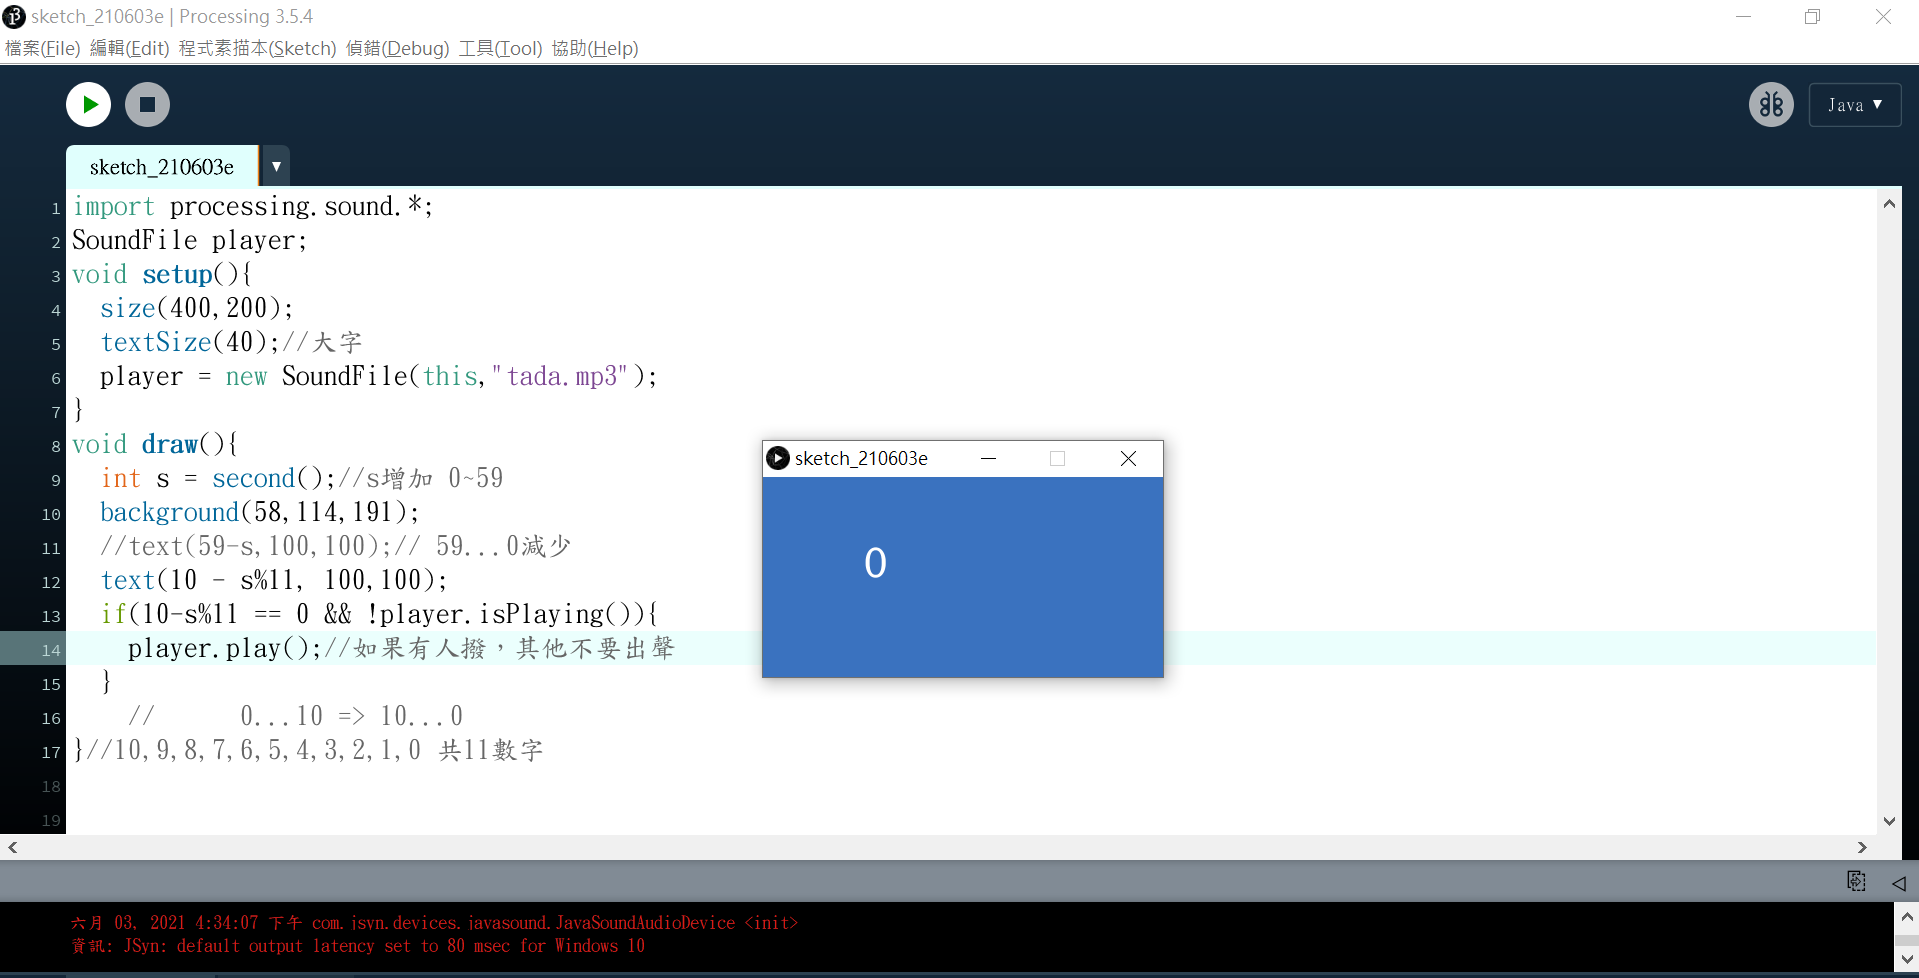 sketch_210603e | Processing 3.5.4
檔案(File) 編輯(Edit) 程式素描本(Sketch) 偵錯(Debug) 工具(Tool) 協助(Help)
Java ▼
sketch_210603e ▼
1 import processing.sound.*;
2 SoundFile player;
3 void setup(){
4 size(400,200);
5 textSize(40);//大字
6 player = new SoundFile(this,"tada.mp3");
7 }
8 void draw(){
9 int s = second();//s增加 0~59
10 background(58,114,191);
11 //text(59-s,100,100);// 59...0減少
12 text(10 - s%11, 100,100);
13 if(10-s%11 == 0 && !player.isPlaying()){
14 player.play();//如果有人撥，其他不要出聲
15 }
16 // 0...10 => 10...0
17 }//10,9,8,7,6,5,4,3,2,1,0 共11數字
18
19
sketch_210603e
0
六月 03, 2021 4:34:07 下午 com.jsyn.devices.javasound.JavaSoundAudioDevice <init>
資訊: JSyn: default output latency set to 80 msec for Windows 10